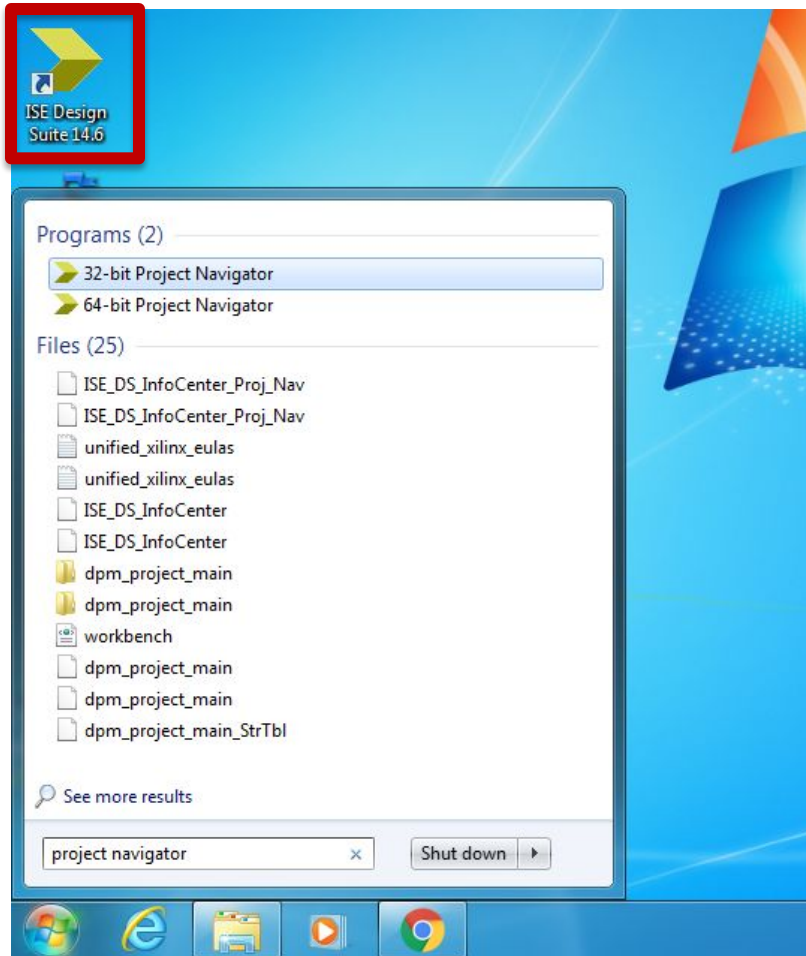 ISE Design
Suite 14.6
Programs (2)
32-bit Project Navigator
64-bit Project Navigator
Files (25)
ISE_DS_InfoCenter_Proj_Nav
ISE_DS_InfoCenter_Proj_Nav
unified_xilinx_eulas
unified_xilinx_eulas
ISE_DS_InfoCenter
ISE_DS_InfoCenter
dpm_project_main
dpm_project_main
workbench
dpm_project_main
dpm_project_main
dpm_project_main_StrTbl
See more results
project navigator
Shut down